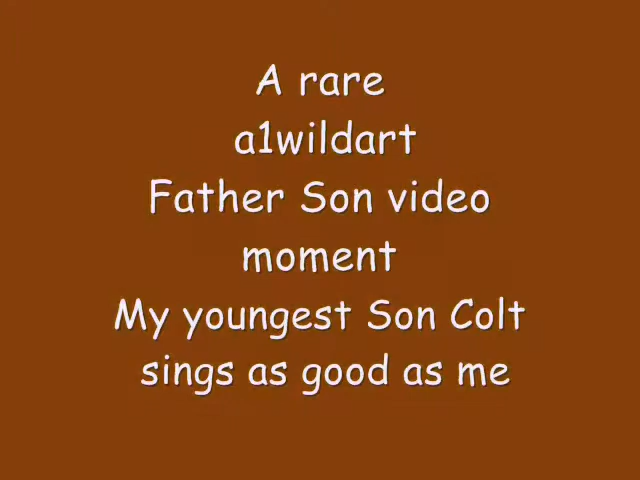 A rare
a1wildart
Father Son video
moment
My youngest Son Colt
sings as good as me